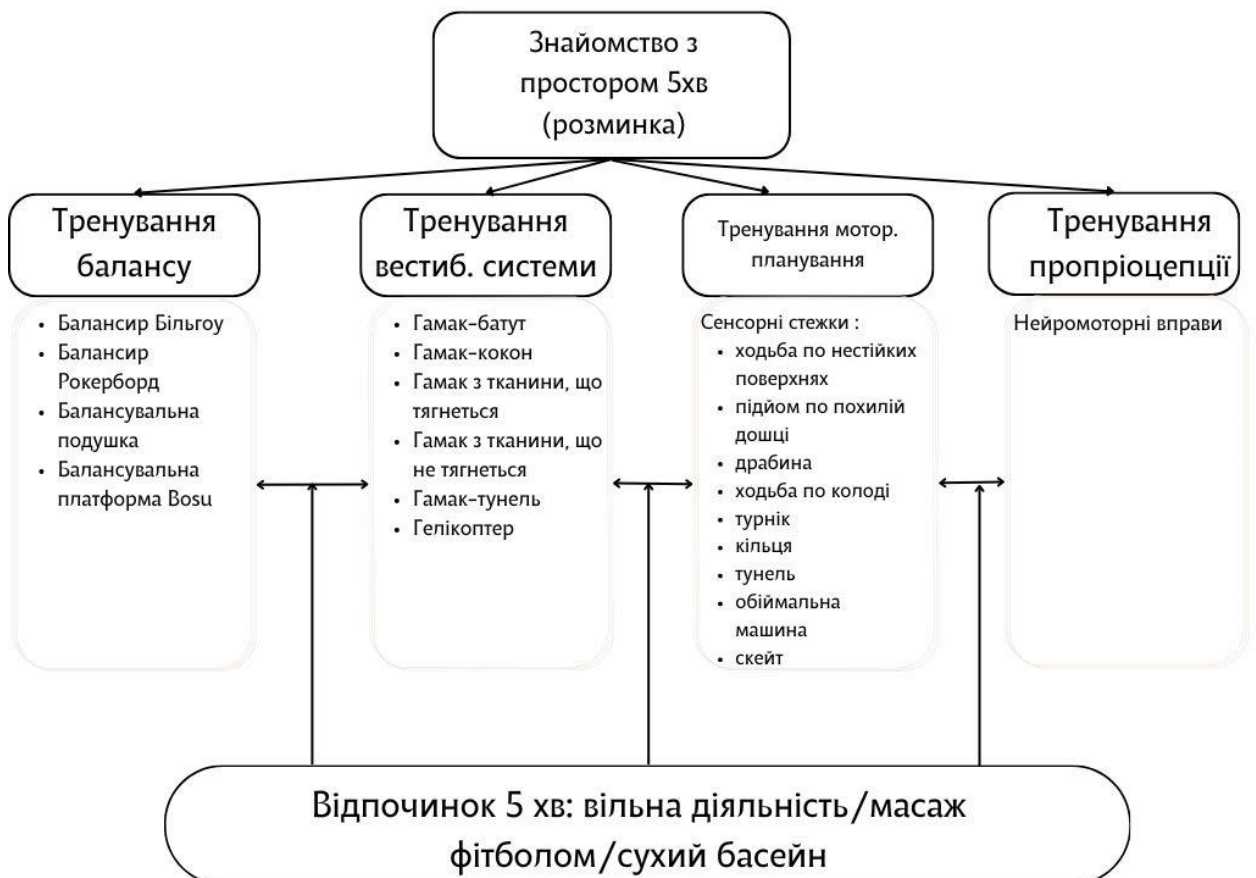 Знайомство з
простором 5хв
(розминка)
Тренування
балансу
• Балансир Більгоу
• Балансир
Рокерборд
• Балансувальна
подушка
• Балансувальна
платформа Bosu
Тренування
вестиб. системи
• Гамак-батут
• Гамак-кокон
• Гамак з тканини, що
тягнеться
• Гамак з тканини, що
не тягнеться
• Гамак-тунель
• Гелікоптер
Тренування мотор.
планування
Сенсорні стежки :
• ходьба по нестійких
поверхнях
• підйом по похилій
дошці
• драбина
• ходьба по колоді
• турнік
• кільця
• тунель
• обіймальна
машина
• скейт
Тренування
пропріоцепції
Нейромоторні вправи
Відпочинок 5 хв: вільна діяльність/масаж
фітболом/сухий басейн